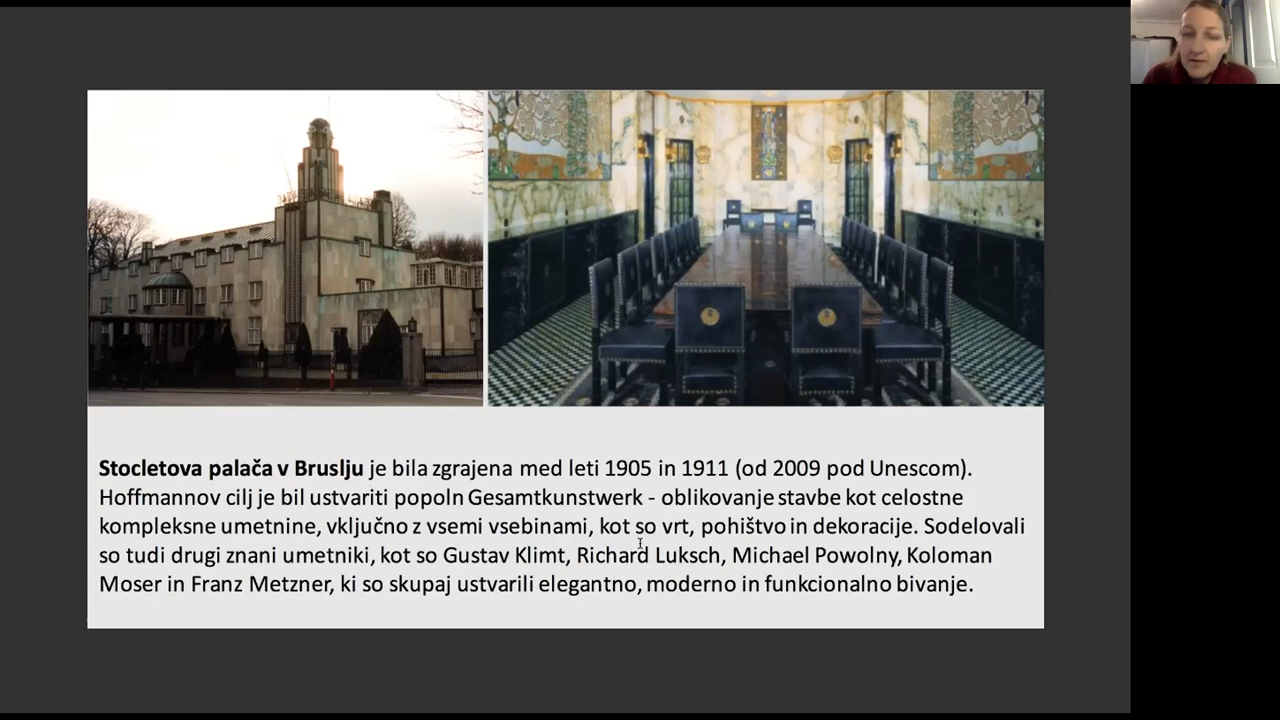 Stocletova palača v Bruslju je bila zgrajena med leti 1905 in 1911 (od 2009 pod Unescom).
Hoffmannov cilj je bil ustvariti popoln Gesamtkunstwerk - oblikovanje stavbe kot celostne
kompleksne umetnine, vključno z vsemi vsebinami, kot so vrt, pohištvo in dekoracije. Sodelovali
so tudi drugi znani umetniki, kot so Gustav Klimt, Richard Luksch, Michael Powolny, Koloman
Moser in Franz Metzner, ki so skupaj ustvarili elegantno, moderno in funkcionalno bivanje.